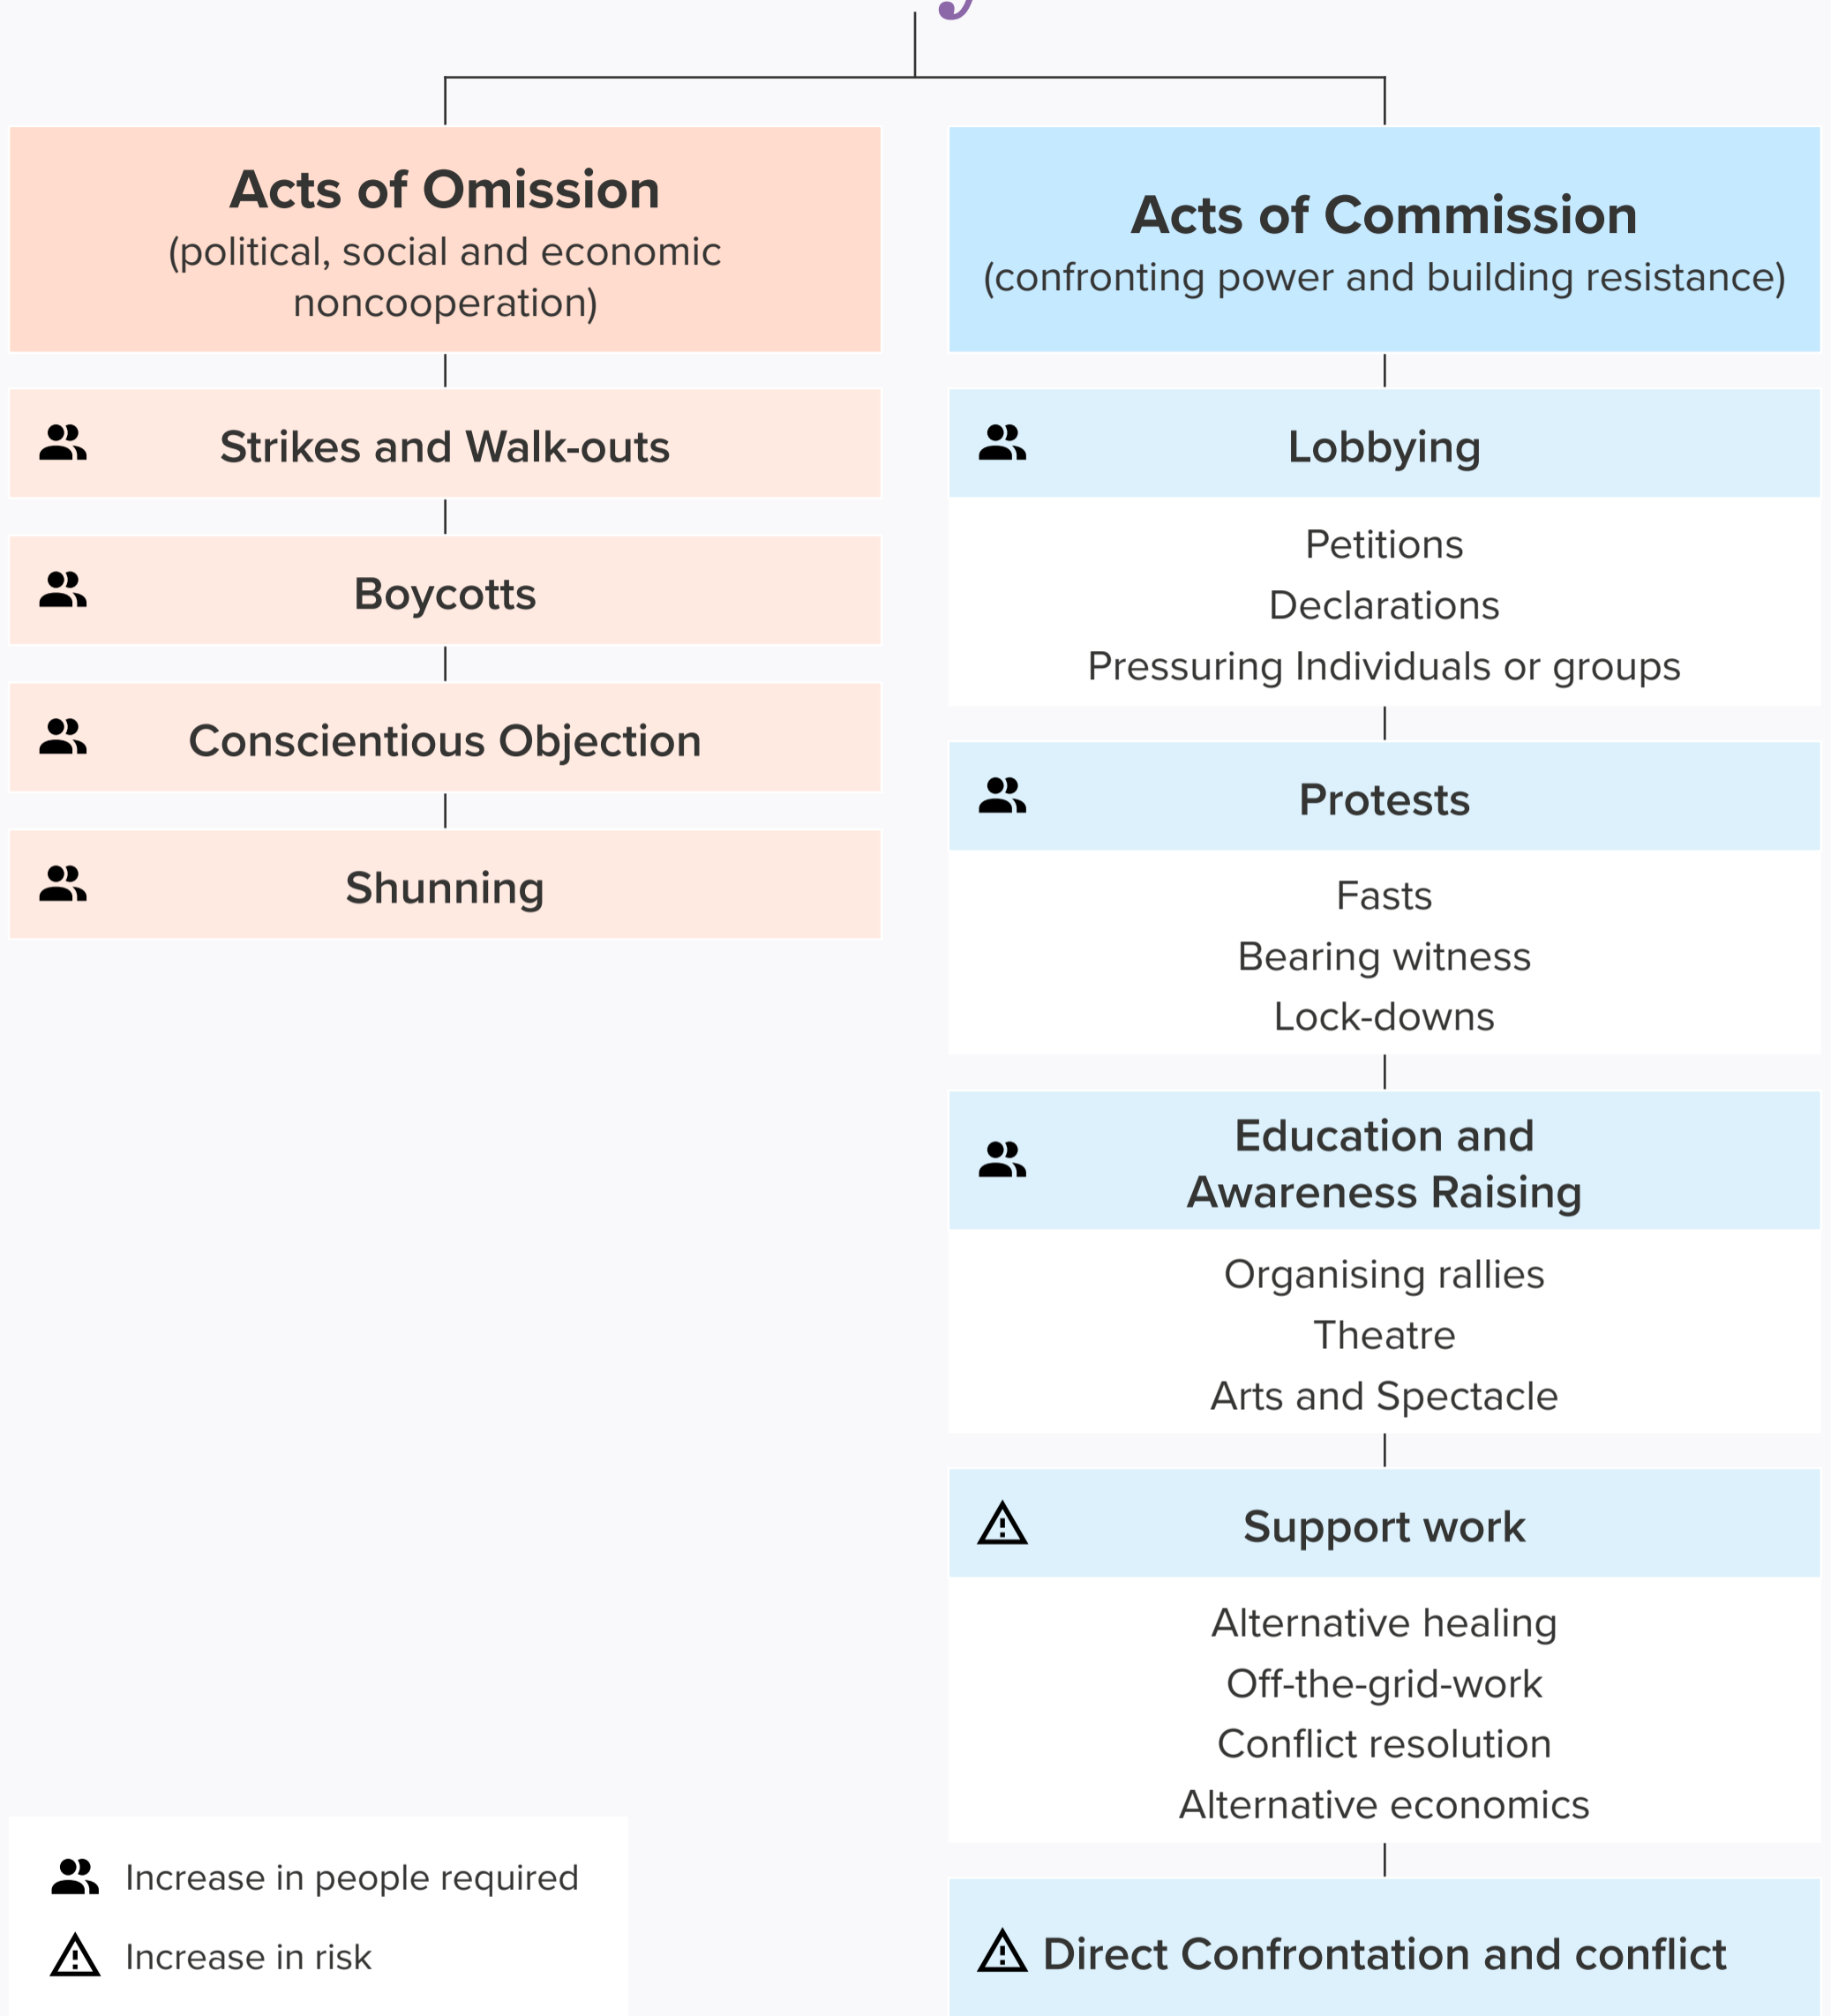 Acts of Omission
(political, social and economic
noncooperation)
Strikes and Walk-outs
Boycotts
Conscientious Objection
Shunning
Acts of Commission
(confronting power and building resistance)
Lobbying
Petitions
Declarations
Pressuring Individuals or groups
Protests
Fasts
Bearing witness
Lock-downs
Education and
Awareness Raising
Organising rallies
Theatre
Arts and Spectacle
Support work
Alternative healing
Off-the-grid-work
Conflict resolution
Alternative economics
Direct Confrontation and conflict
Increase in people required
Increase in risk